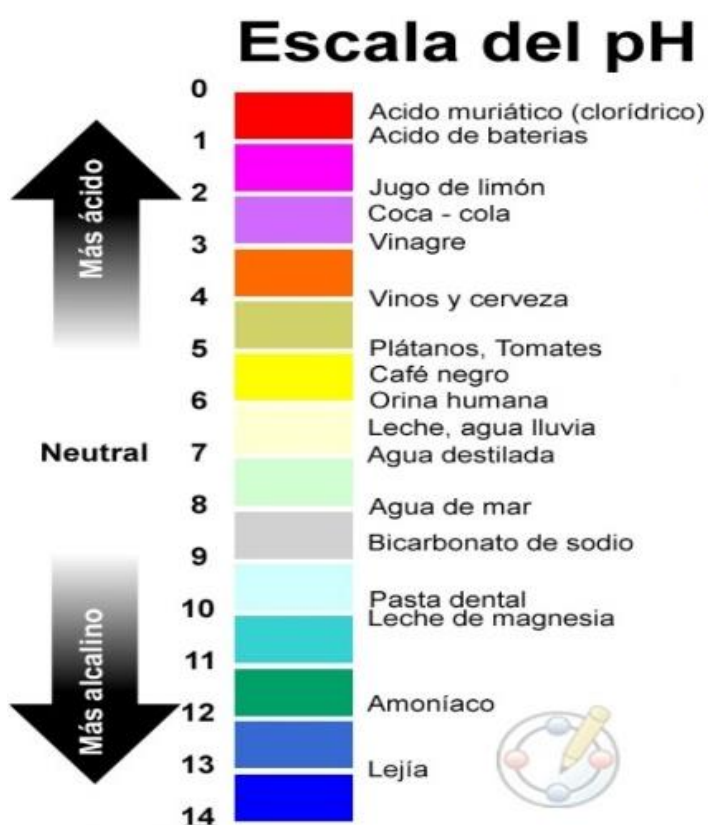 Escala del pH
0
Acido muriático (clorídrico)
1
Acido de baterias
2
Jugo de limón
Coca - cola
3
Vinagre
4
Vinos y cerveza
5
Plátanos, Tomates
Café negro
6
Orina humana
Leche, agua lluvia
7
Agua destilada
8
Agua de mar
Bicarbonato de sodio
9
Pasta dental
10
Leche de magnesia
11
Amoníaco
12
13
Lejía
14
Más ácido
Neutral
Más alcalino